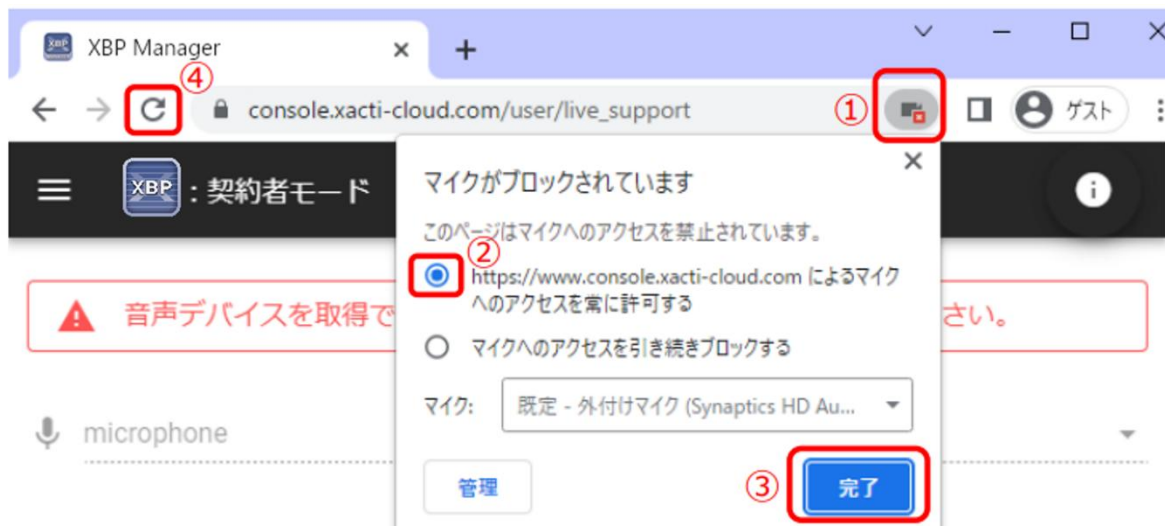 XBP Manager
④
console.xacti-cloud.com/user/live_support
①
ゲスト
XBP
:契約者モード
マイクがブロックされています
このページはマイクへのアクセスを禁止されています。
②
https://www.console.xacti-cloud.com によるマイク
へのアクセスを常に許可する
音声デバイスを取得で
さい。
マイクへのアクセスを引き続きブロックする
マイク:
既定 - 外付けマイク (Synaptics HD Au...
microphone
管理
③
完了